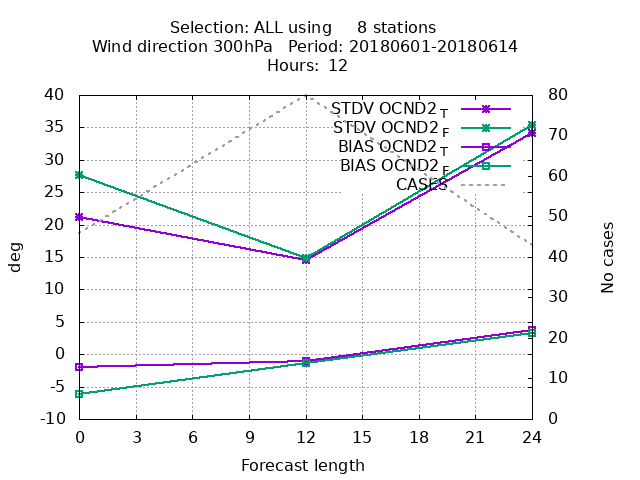 Selection: ALL using     8 stations
Wind direction 300hPa   Period: 20180601-20180614
Hours:  12
deg
No cases
40
35
30
25
20
15
10
5
0
-5
-10
80
70
60
50
40
30
20
10
0
STDV OCND2 T
STDV OCND2 F
BIAS OCND2 T
BIAS OCND2 F
CASES
0 3 6 9 12 15 18 21 24
Forecast length